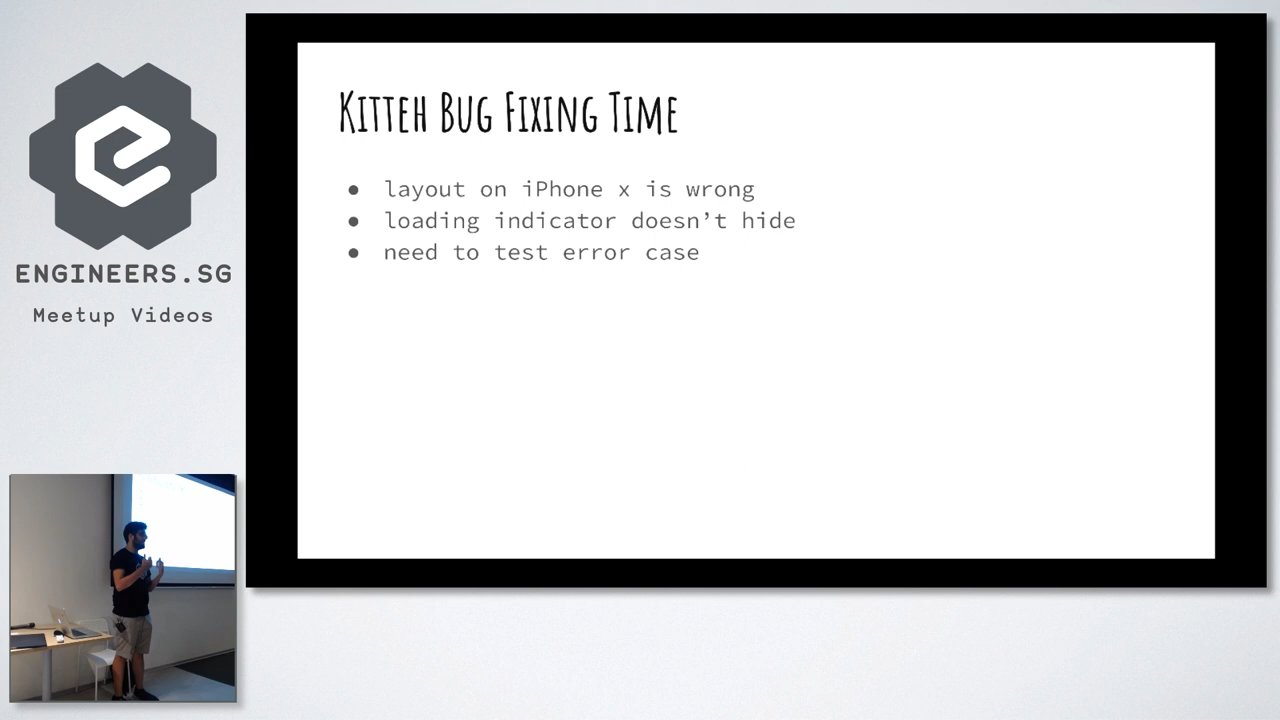 ENGINEERS.SG
Meetup Videos
Kitteh Bug Fixing Time
● layout on iPhone x is wrong
● loading indicator doesn’t hide
● need to test error case